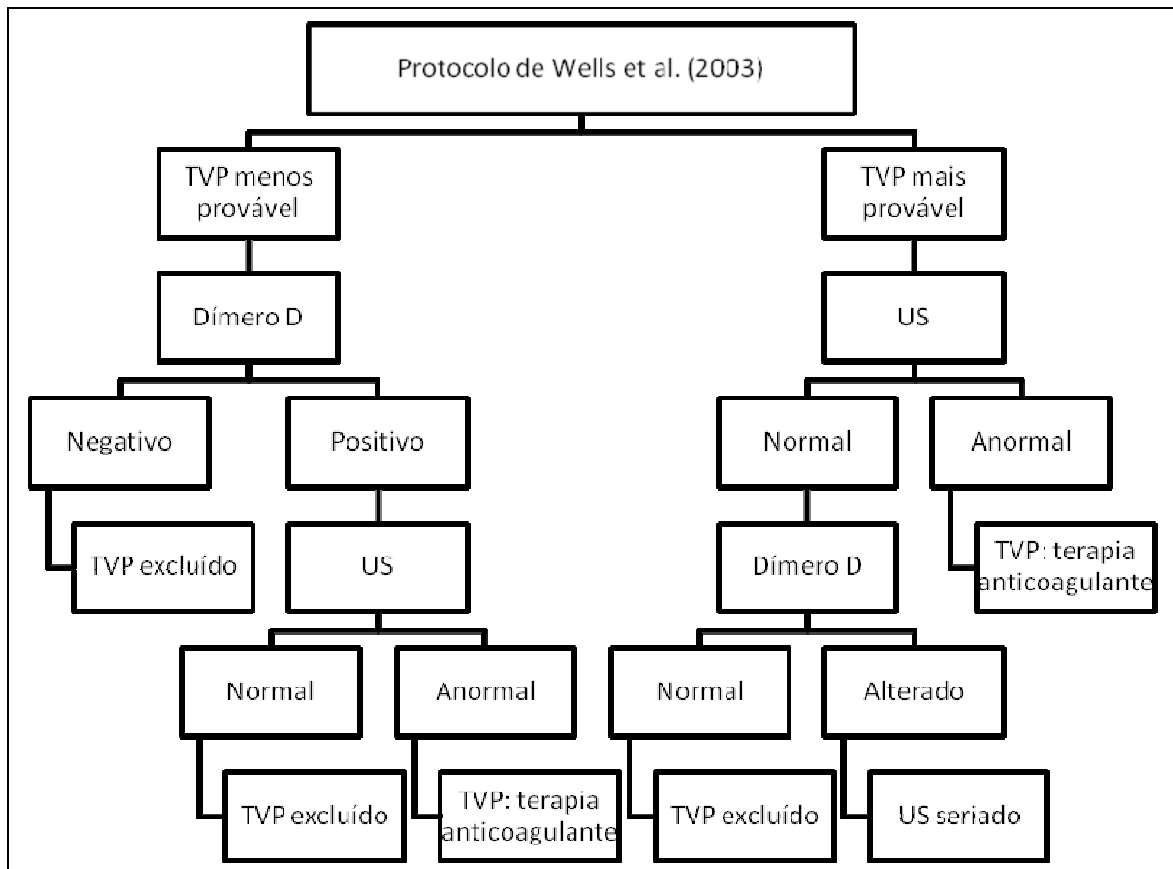 Protocolo de Wells et al. (2003)
TVP menos
provável
TVP mais
provável
Dímero D
US
Negativo
Positivo
Normal
Anormal
TVP excluído
US
Dímero D
TVP: terapia
anticoagulante
Normal
Anormal
Normal
Alterado
TVP excluído
TVP: terapia
anticoagulante
TVP excluído
US seriado